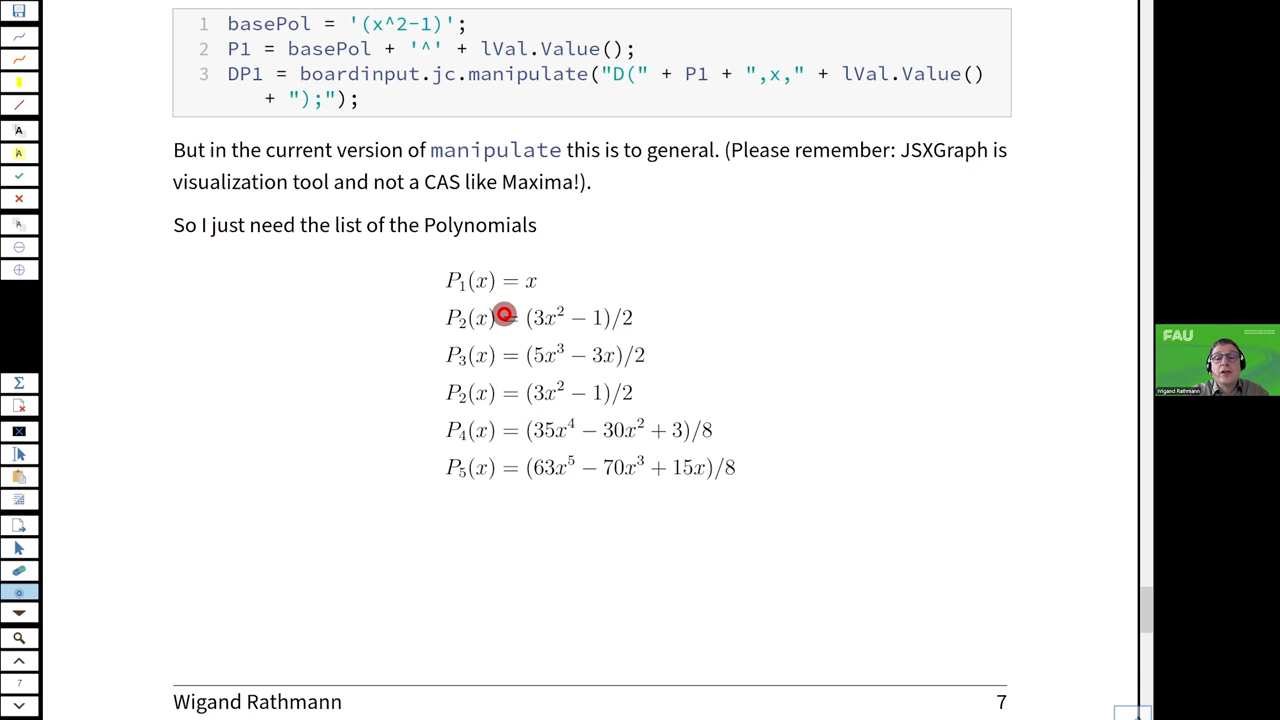 1 basePol = '(x^2-1)';
2 P1 = basePol + '^' + lVal.Value();
3 DP1 = boardinput.jc.manipulate("D(" + P1 + ",x," + lVal.Value()
+ ");");
But in the current version of manipulate this is to general. (Please remember: JSXGraph is
visualization tool and not a CAS like Maxima!).
So I just need the list of the Polynomials
P₁(x) = x
P₂(x) = (3x² − 1)/2
P₃(x) = (5x³ − 3x)/2
P₂(x) = (3x² − 1)/2
P₄(x) = (35x⁴ − 30x² + 3)/8
P₅(x) = (63x⁵ − 70x³ + 15x)/8
FAU
Wigand Rathmann
7
Wigand Rathmann 7